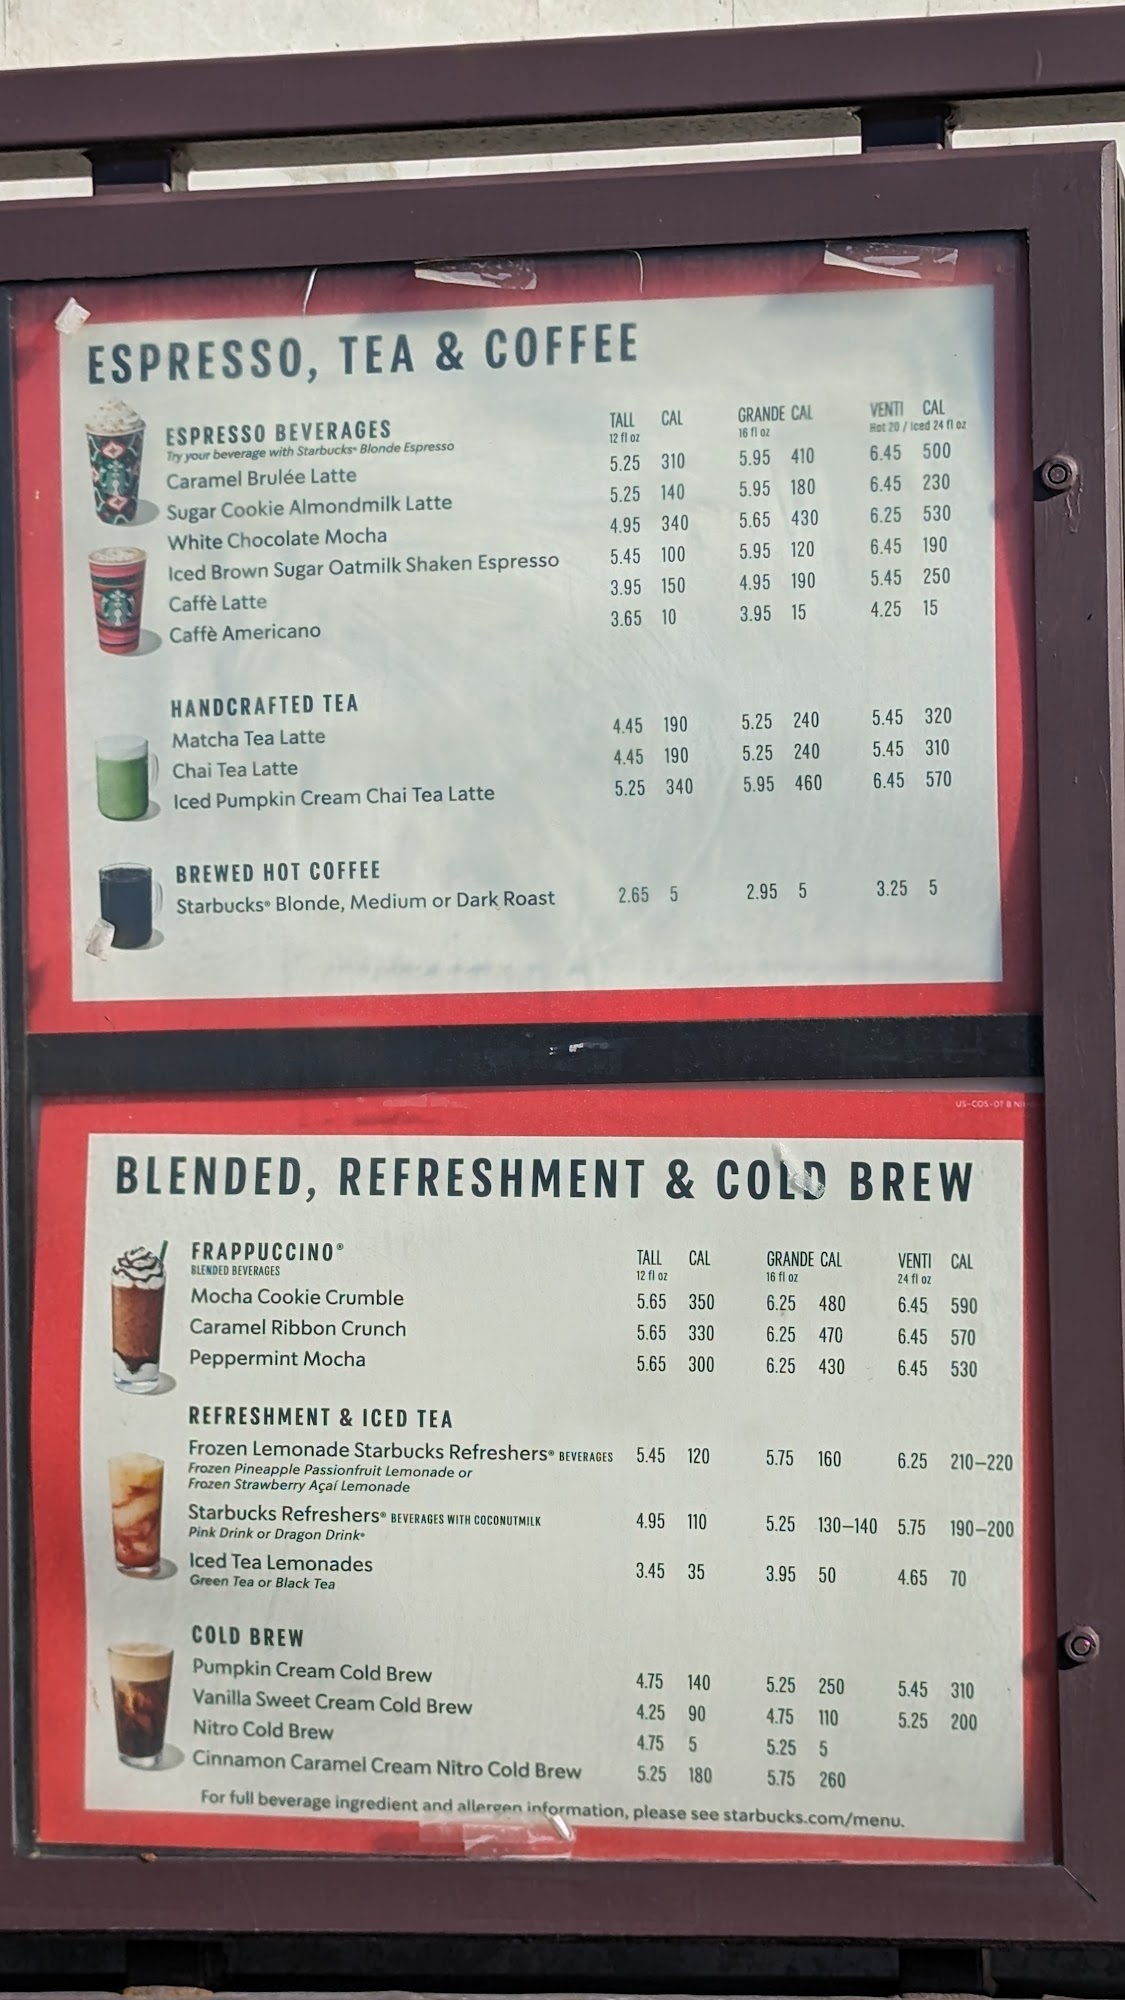 ESPRESSO, TEA & COFFEE
ESPRESSO BEVERAGES TALL CAL GRANDE CAL VENTI CAL
Try your beverage with Starbucks® Blonde Espresso 12 fl oz 16 fl oz Hot 20 / Iced 24 fl oz
Caramel Brulée Latte 5.25 310 5.95 410 6.45 500
Sugar Cookie Almondmilk Latte 5.25 140 5.95 180 6.45 230
White Chocolate Mocha 4.95 340 5.65 430 6.25 530
Iced Brown Sugar Oatmilk Shaken Espresso 5.45 100 5.95 120 6.45 190
Caffè Latte 3.95 150 4.95 190 5.45 250
Caffè Americano 3.65 10 3.95 15 4.25 15
HANDCRAFTED TEA
Matcha Tea Latte 4.45 190 5.25 240 5.45 320
Chai Tea Latte 4.45 190 5.25 240 5.45 310
Iced Pumpkin Cream Chai Tea Latte 5.25 340 5.95 460 6.45 570
BREWED HOT COFFEE
Starbucks® Blonde, Medium or Dark Roast 2.65 5 2.95 5 3.25 5
BLENDED, REFRESHMENT & COLD BREW
FRAPPUCCINO® TALL CAL GRANDE CAL VENTI CAL
BLENDED BEVERAGES 12 fl oz 16 fl oz 24 fl oz
Mocha Cookie Crumble 5.65 350 6.25 480 6.45 590
Caramel Ribbon Crunch 5.65 330 6.25 470 6.45 570
Peppermint Mocha 5.65 300 6.25 430 6.45 530
REFRESHMENT & ICED TEA
Frozen Lemonade Starbucks Refreshers® BEVERAGES 5.45 120 5.75 160 6.25 210–220
Frozen Pineapple Passionfruit Lemonade or
Frozen Strawberry Açaí Lemonade
Starbucks Refreshers® BEVERAGES WITH COCONUTMILK 4.95 110 5.25 130–140 5.75 190–200
Pink Drink or Dragon Drink®
Iced Tea Lemonades 3.45 35 3.95 50 4.65 70
Green Tea or Black Tea
COLD BREW
Pumpkin Cream Cold Brew 4.75 140 5.25 250 5.45 310
Vanilla Sweet Cream Cold Brew 4.25 90 4.75 110 5.25 200
Nitro Cold Brew 4.75 5 5.25 5
Cinnamon Caramel Cream Nitro Cold Brew 5.25 180 5.75 260
For full beverage ingredient and allergen information, please see starbucks.com/menu.